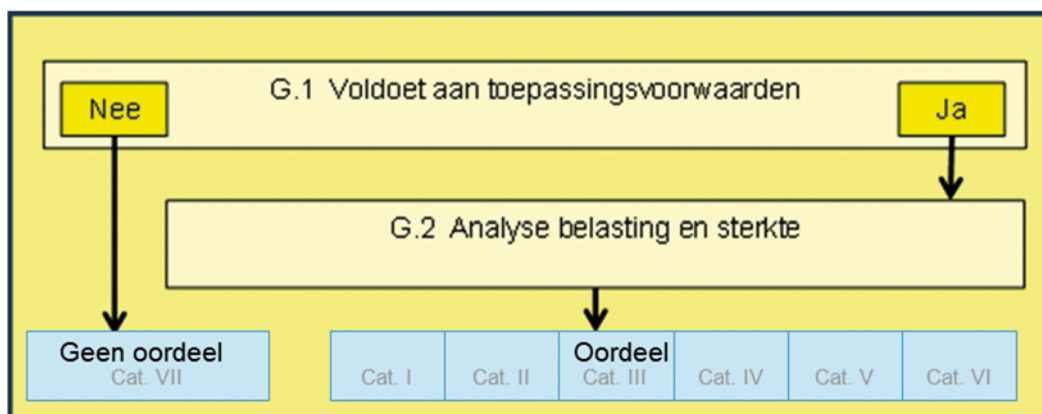 G.1 Voldoet aan toepassingsvoorwaarden
Nee
Ja
G.2 Analyse belasting en sterkte
Geen oordeel
Cat. VII
Oordeel
Cat. I
Cat. II
Cat. III
Cat. IV
Cat. V
Cat. VI